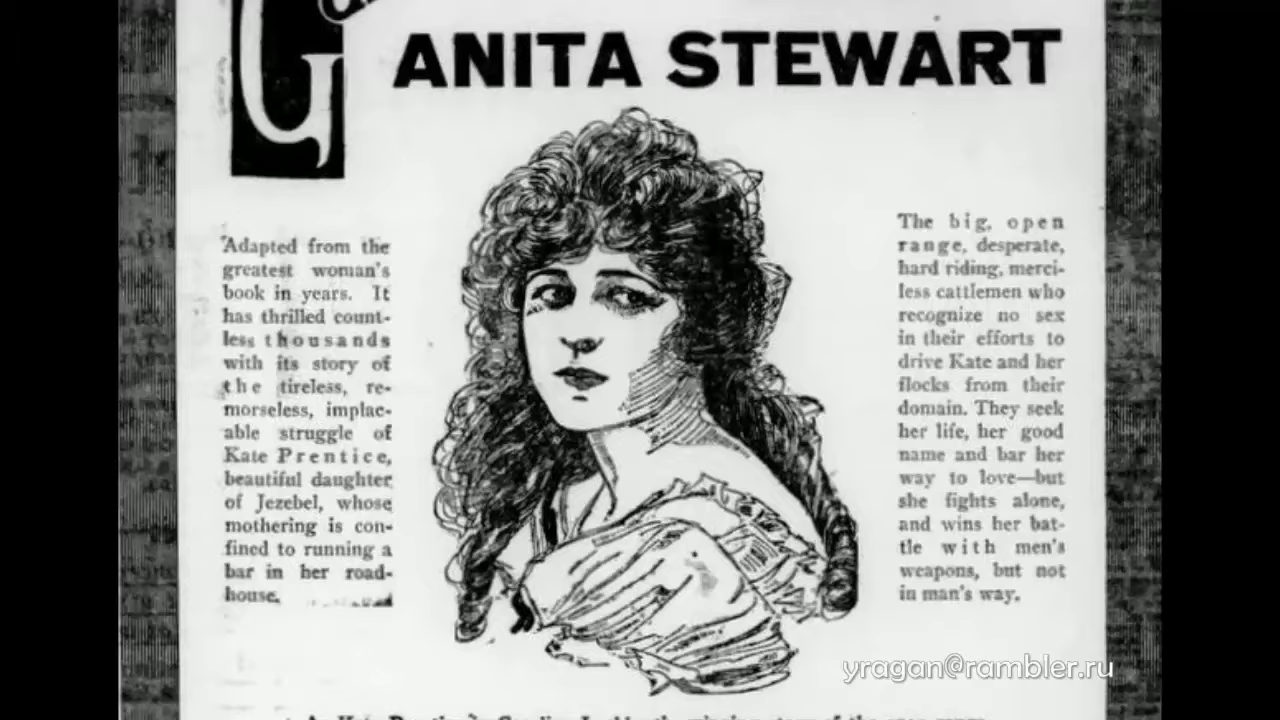 G
ANITA STEWART
Adapted from the
greatest woman's
book in years. It
has thrilled count-
less thousands
with its story of
the tireless, re-
morseless, implac-
able struggle of
Kate Prentice,
beautiful daughter
of Jezebel, whose
mothering is con-
fined to running a
bar in her road-
house.
The big, open
range, desperate,
hard riding, merci-
less cattlemen who
recognize no sex
in their efforts to
drive Kate and her
flocks from their
domain. They seek
her life, her good
name and bar her
way to love—but
she fights alone,
and wins her bat-
tle with men's
weapons, but not
in man's way.
yragan@rambler.ru